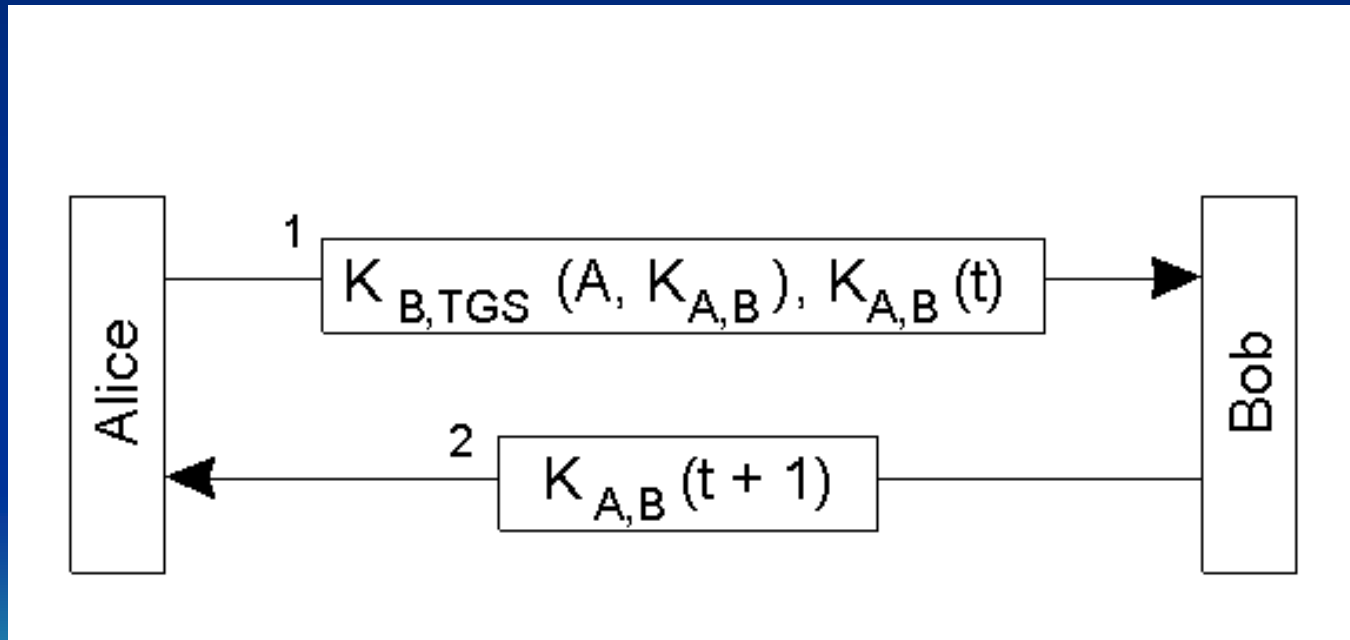 1
K B,TGS (A, K A,B ), K A,B (t)
Alice
Bob
2
K A,B (t + 1)